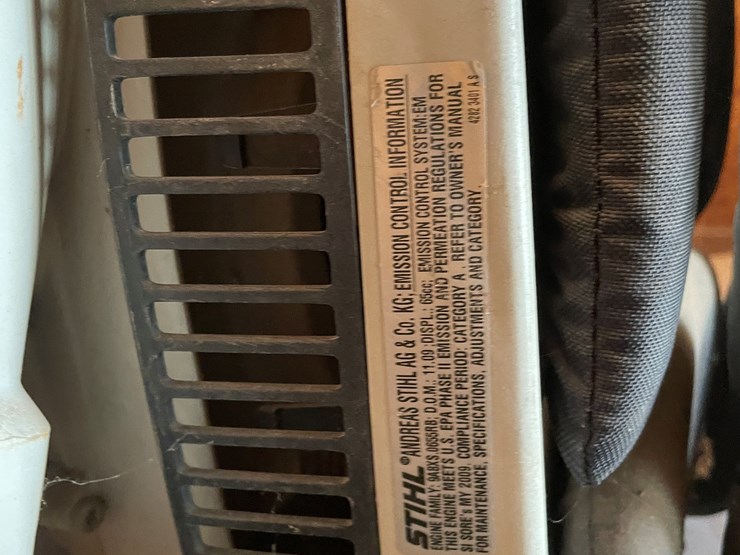 STIHL® ANDREAS STIHL AG & Co. KG; EMISSION CONTROL INFORMATION
ENGINE FAMILY: 9A8XS.0665RB; D.O.M.: 11.09; DISPL.: 65cc; EMISSION CONTROL SYSTEM:EM
THIS ENGINE MEETS U.S. EPA PHASE II EMISSION AND PERMEATION REGULATIONS FOR
SI SORE's MY 2009. COMPLIANCE PERIOD: CATEGORY A. REFER TO OWNER'S MANUAL
FOR MAINTENANCE, SPECIFICATIONS, ADJUSTMENTS AND CATEGORY.
4282 3401 A S